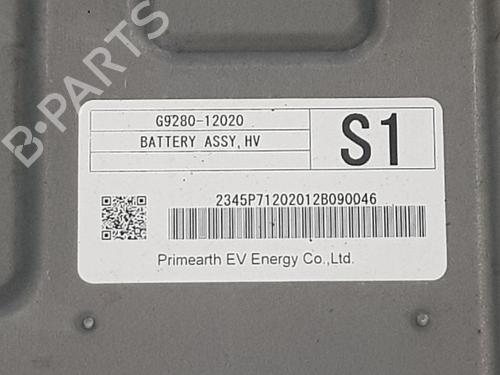 B-PARTS
G9280-12020
BATTERY ASSY,HV
S1
2345P71202012B090046
Primearth EV Energy Co.,Ltd.